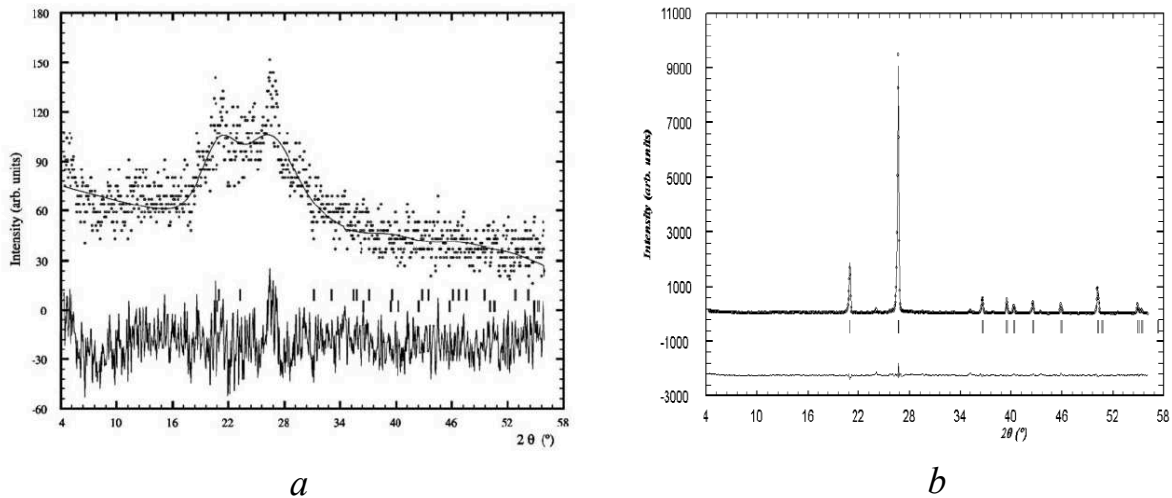 180
150
120
90
60
30
0
-30
-60
Intensity (arb. units)
4 10 16 22 28 34 40 46 52 58
2 θ (°)
a
11000
9000
7000
5000
3000
1000
-1000
-3000
Intensity (arb. units)
4 10 16 22 28 34 40 46 52 58
2θ (°)
b